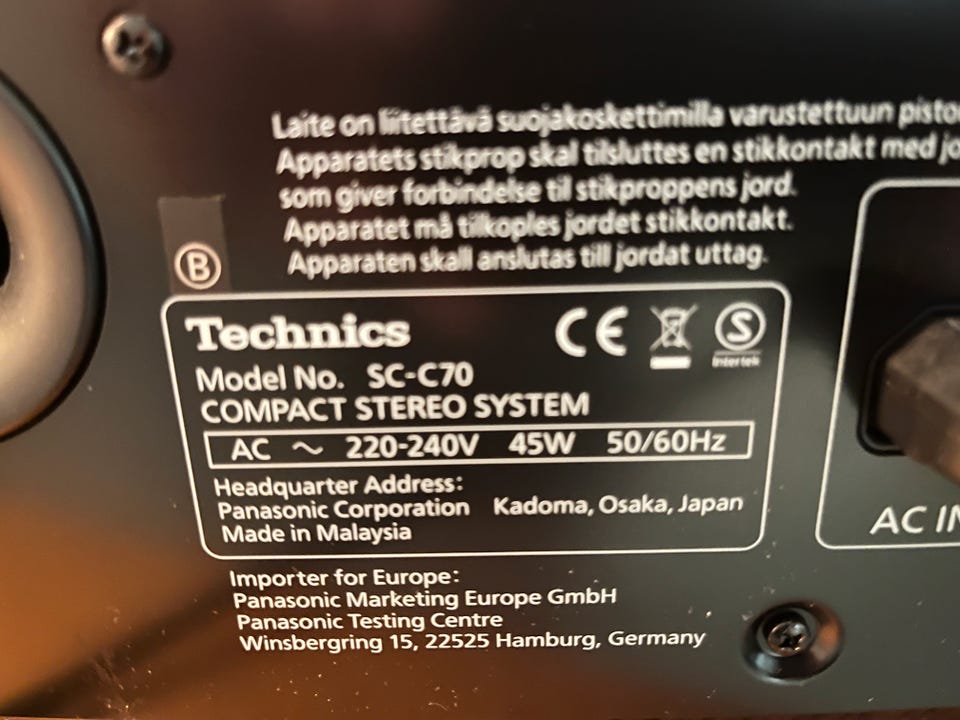 Laite on liitettävä suojakoskettimilla varustettuun pisto
Apparatets stikprop skal tilsluttes en stikkontakt med jo
som giver forbindelse til stikproppens jord.
Apparatet må tilkoples jordet stikkontakt.
Apparaten skall anslutas till jordat uttag.
B
Technics CE S
Intertek
Model No. SC-C70
COMPACT STEREO SYSTEM
AC ~ 220-240V 45W 50/60Hz
Headquarter Address:
Panasonic Corporation Kadoma, Osaka, Japan
Made in Malaysia
AC IN
Importer for Europe:
Panasonic Marketing Europe GmbH
Panasonic Testing Centre
Winsbergring 15, 22525 Hamburg, Germany